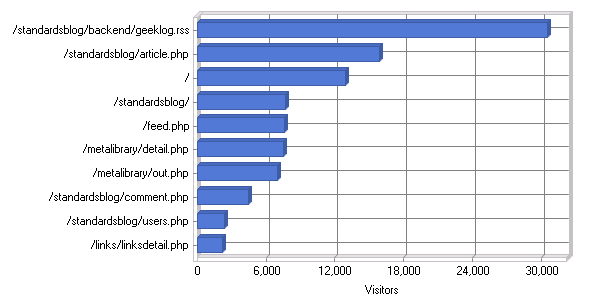 /standardsblog/backend/geeklog.rss
/standardsblog/article.php
/
/standardsblog/
/feed.php
/metalibrary/detail.php
/metalibrary/out.php
/standardsblog/comment.php
/standardsblog/users.php
/links/linksdetail.php
0 6,000 12,000 18,000 24,000 30,000
Visitors